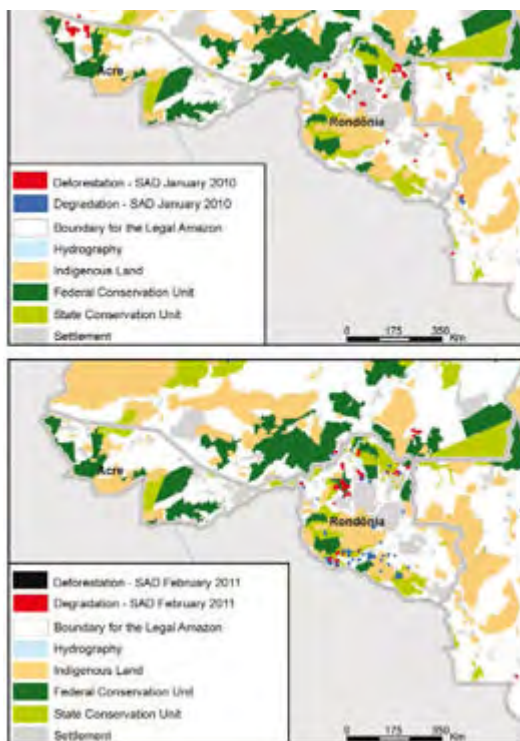 Acre
Rondônia
Deforestation - SAD January 2010
Degradation - SAD January 2010
Boundary for the Legal Amazon
Hydrography
Indigenous Land
Federal Conservation Unit
State Conservation Unit
Settlement
0 175 350
Km
Acre
Rondônia
Deforestation - SAD February 2011
Degradation - SAD February 2011
Boundary for the Legal Amazon
Hydrography
Indigenous Land
Federal Conservation Unit
State Conservation Unit
Settlement
0 175 350
Km